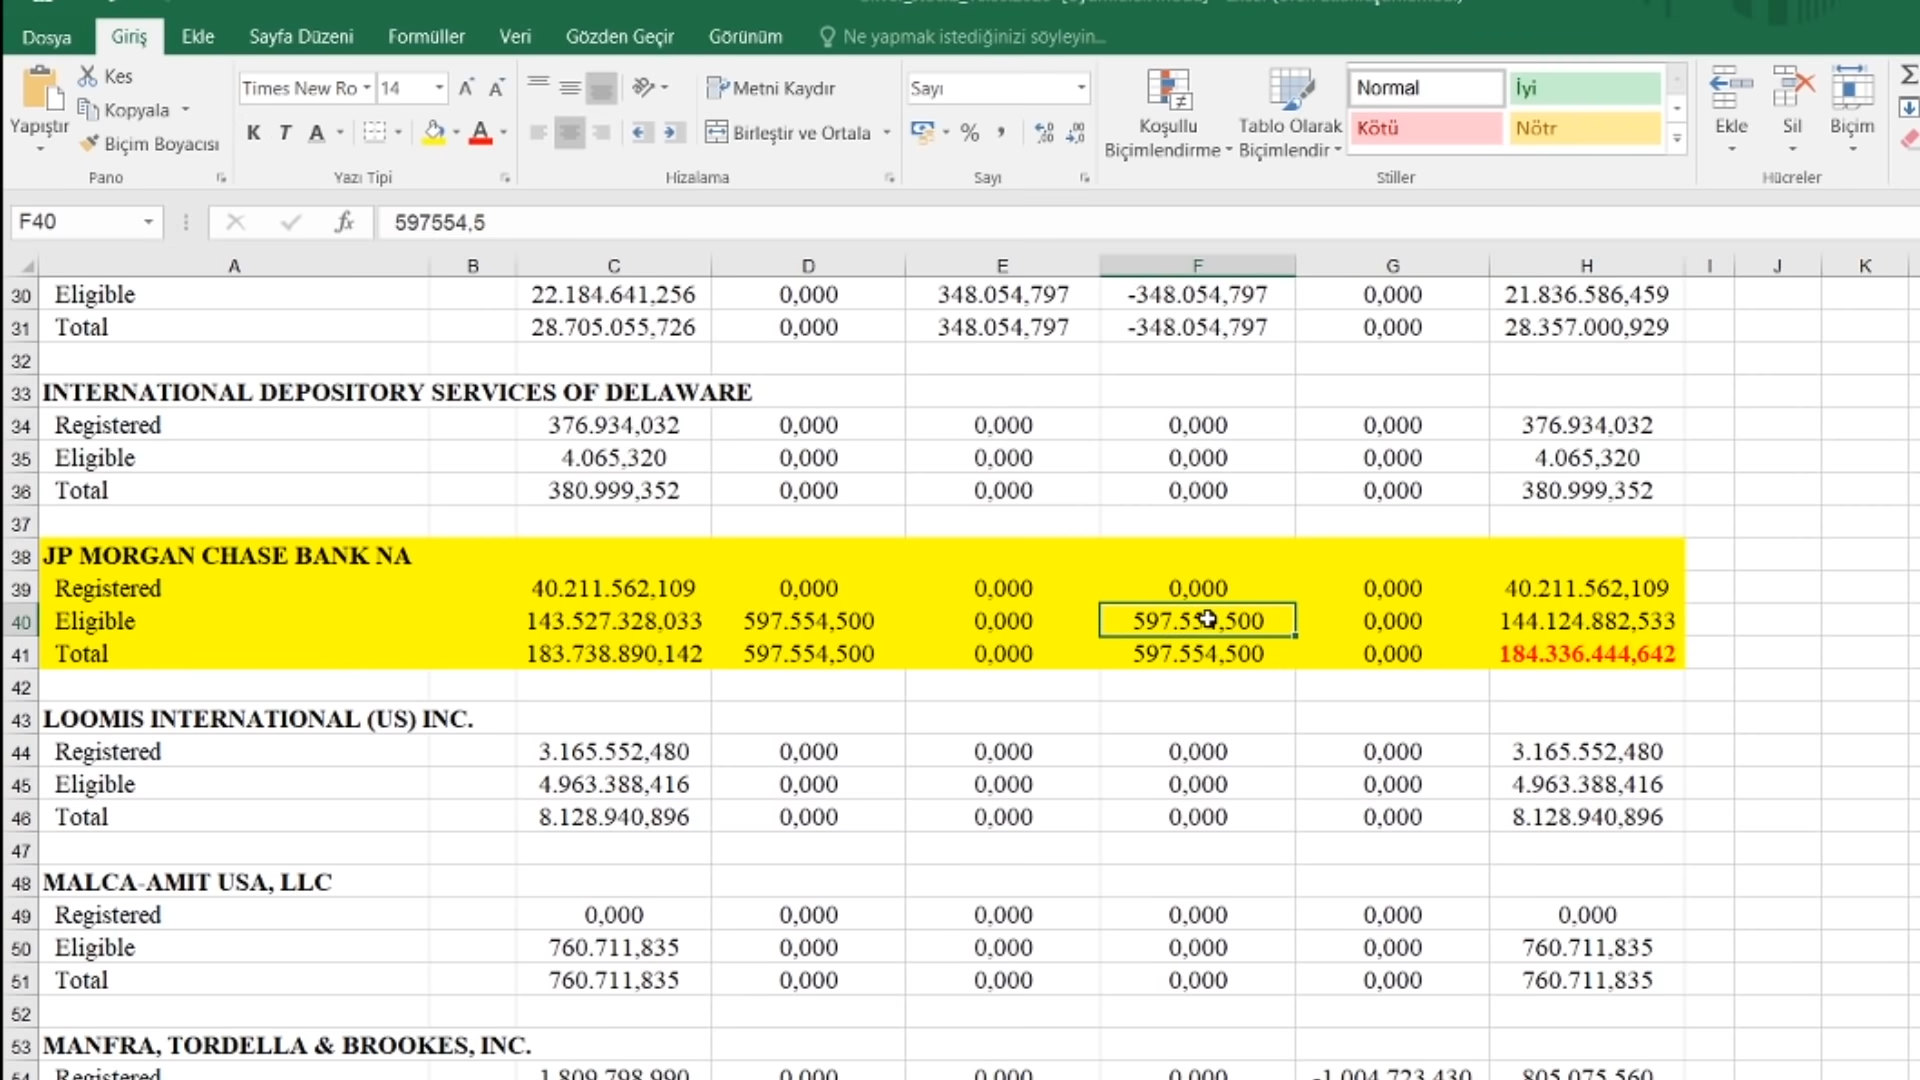 Dosya Giriş Ekle Sayfa Düzeni Formüller Veri Gözden Geçir Görünüm Ne yapmak istediğinizi söyleyin...
Yapıştır Kes Kopyala Biçim Boyacısı Pano
Times New Ro 14
K T A Yazı Tipi
Metni Kaydır
Birleştir ve Ortala
Hizalama
Sayı
% Sayı
Koşullu Biçimlendirme
Tablo Olarak Biçimlendir
Normal İyi
Kötü Nötr
Stiller
Ekle Sil Biçim
Hücreler
F40 fx 597554,5
A B C D E F G H I J K
30 Eligible 22.184.641,256 0,000 348.054,797 -348.054,797 0,000 21.836.586,459
31 Total 28.705.055,726 0,000 348.054,797 -348.054,797 0,000 28.357.000,929
32
33 INTERNATIONAL DEPOSITORY SERVICES OF DELAWARE
34 Registered 376.934,032 0,000 0,000 0,000 0,000 376.934,032
35 Eligible 4.065,320 0,000 0,000 0,000 0,000 4.065,320
36 Total 380.999,352 0,000 0,000 0,000 0,000 380.999,352
37
38 JP MORGAN CHASE BANK NA
39 Registered 40.211.562,109 0,000 0,000 0,000 0,000 40.211.562,109
40 Eligible 143.527.328,033 597.554,500 0,000 597.554,500 0,000 144.124.882,533
41 Total 183.738.890,142 597.554,500 0,000 597.554,500 0,000 184.336.444,642
42
43 LOOMIS INTERNATIONAL (US) INC.
44 Registered 3.165.552,480 0,000 0,000 0,000 0,000 3.165.552,480
45 Eligible 4.963.388,416 0,000 0,000 0,000 0,000 4.963.388,416
46 Total 8.128.940,896 0,000 0,000 0,000 0,000 8.128.940,896
47
48 MALCA-AMIT USA, LLC
49 Registered 0,000 0,000 0,000 0,000 0,000 0,000
50 Eligible 760.711,835 0,000 0,000 0,000 0,000 760.711,835
51 Total 760.711,835 0,000 0,000 0,000 0,000 760.711,835
52
53 MANFRA, TORDELLA & BROOKES, INC.
54 Registered 1.809.798,990 0,000 0,000 0,000 -1.004.723,430 805.075,560